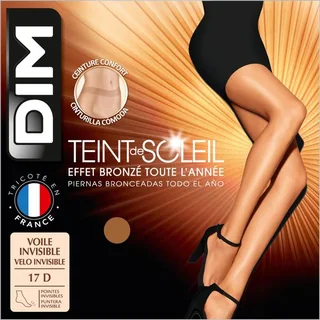 DIM
CEINTURE CONFORT
CINTURILLA CÓMODA
TEINT de SOLEIL
EFFET BRONZÉ TOUTE L'ANNÉE
PIERNAS BRONCEADAS TODO EL AÑO
TRICOTÉ EN
FRANCE
VOILE
INVISIBLE
VELO INVISIBLE
17 D
POINTES
INVISIBLES
PUNTERA
INVISIBLE